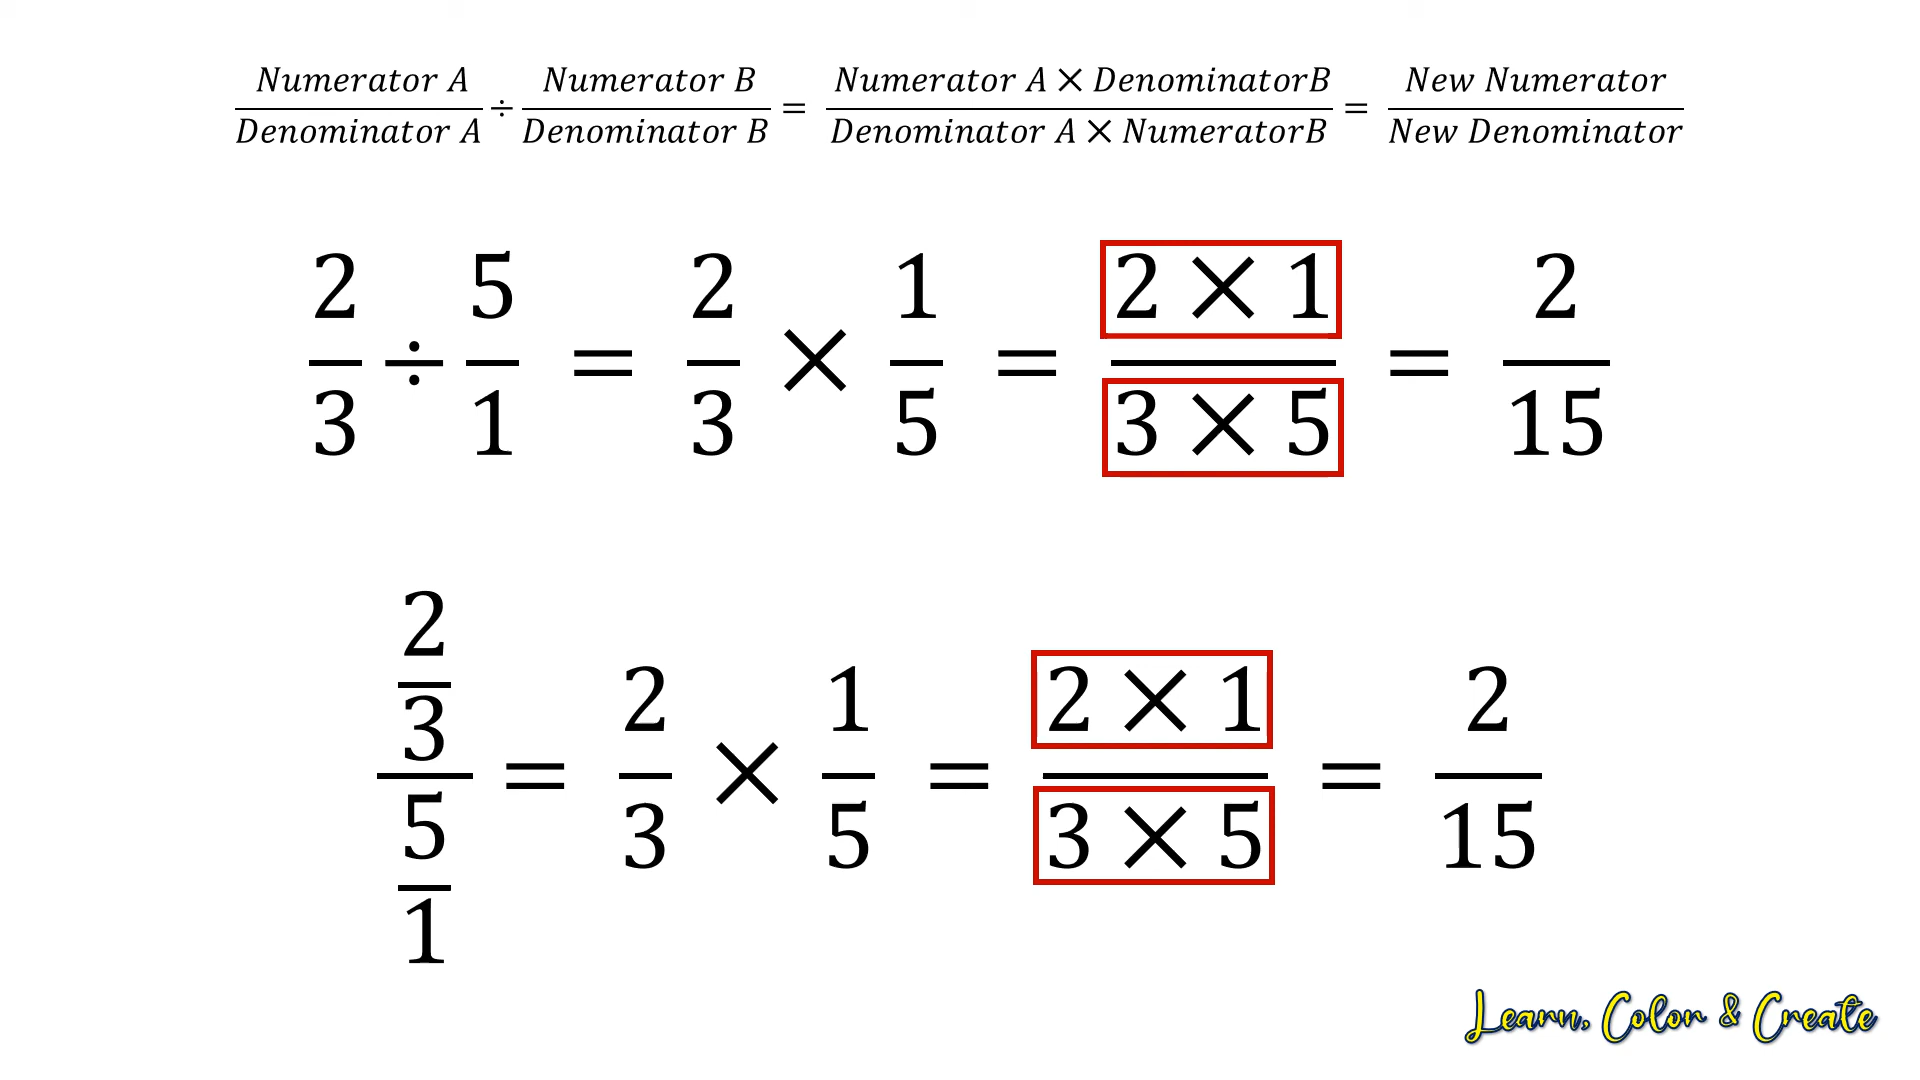 Numerator A / Denominator A ÷ Numerator B / Denominator B = Numerator A × DenominatorB / Denominator A × NumeratorB = New Numerator / New Denominator
2/3 ÷ 5/1 = 2/3 × 1/5 = 2 × 1 / 3 × 5 = 2/15
2/3 / 5/1 = 2/3 × 1/5 = 2 × 1 / 3 × 5 = 2/15
Learn, Color & Create